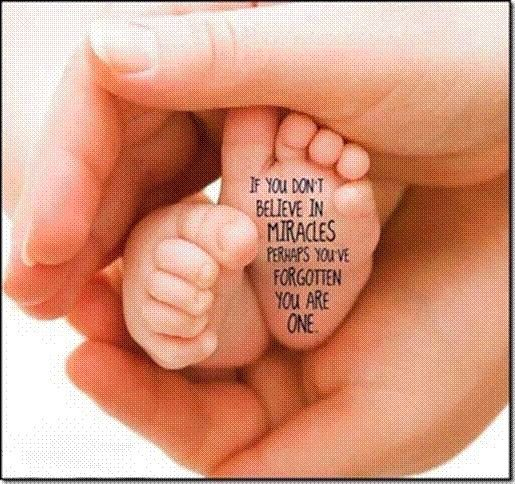 IF YOU DON'T
BELIEVE IN
MIRACLES
PERHAPS YOU'VE
FORGOTTEN
YOU ARE
ONE.